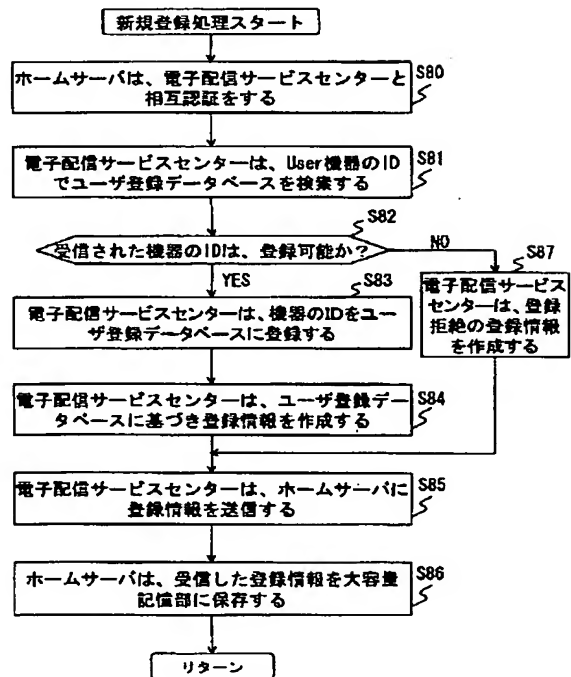 新規登録処理スタート
S80
ホームサーバは、電子配信サービスセンターと
相互認証をする
S81
電子配信サービスセンターは、User機器のID
でユーザ登録データベースを検索する
S82
受信された機器のIDは、登録可能か？
NO
YES
S87
電子配信サービス
センターは、登録
拒絶の登録情報
を作成する
S83
電子配信サービスセンターは、機器のIDをユー
ザ登録データベースに登録する
S84
電子配信サービスセンターは、ユーザ登録デー
タベースに基づき登録情報を作成する
S85
電子配信サービスセンターは、ホームサーバに
登録情報を送信する
S86
ホームサーバは、受信した登録情報を大容量
記憶部に保存する
リターン